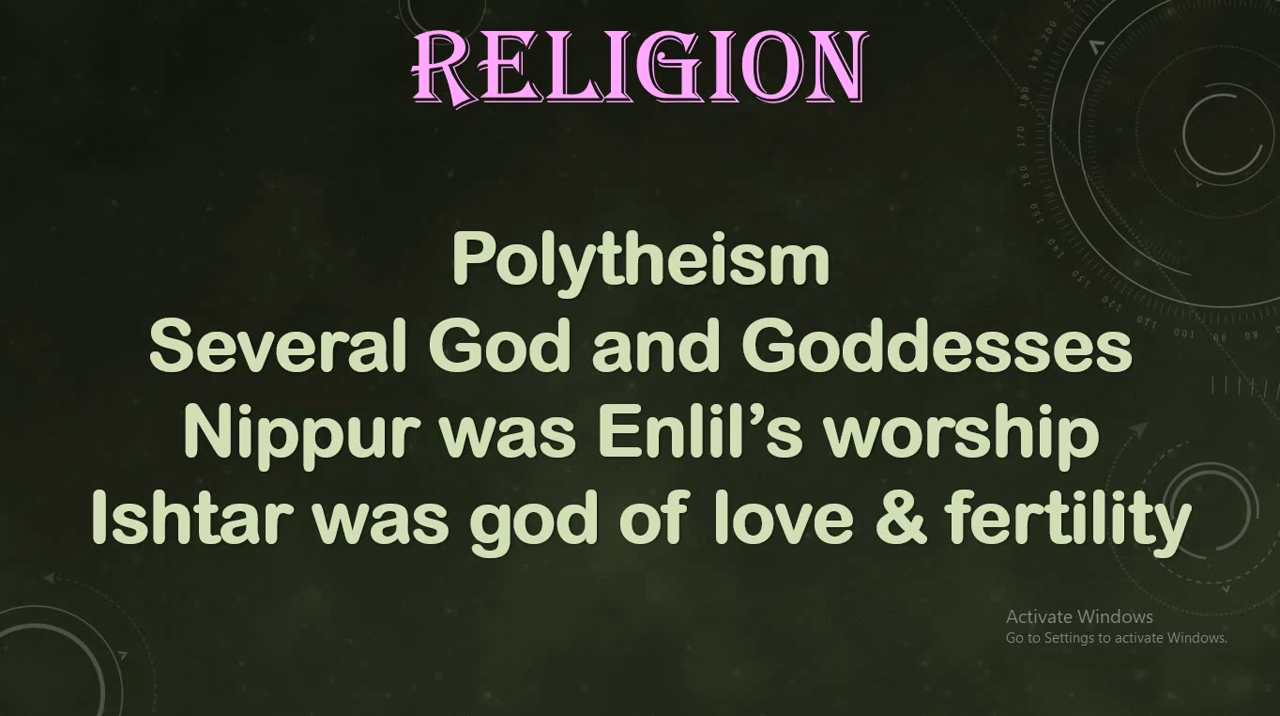 RELIGION
Polytheism
Several God and Goddesses
Nippur was Enlil's worship
Ishtar was god of love & fertility
Activate Windows
Go to Settings to activate Windows.